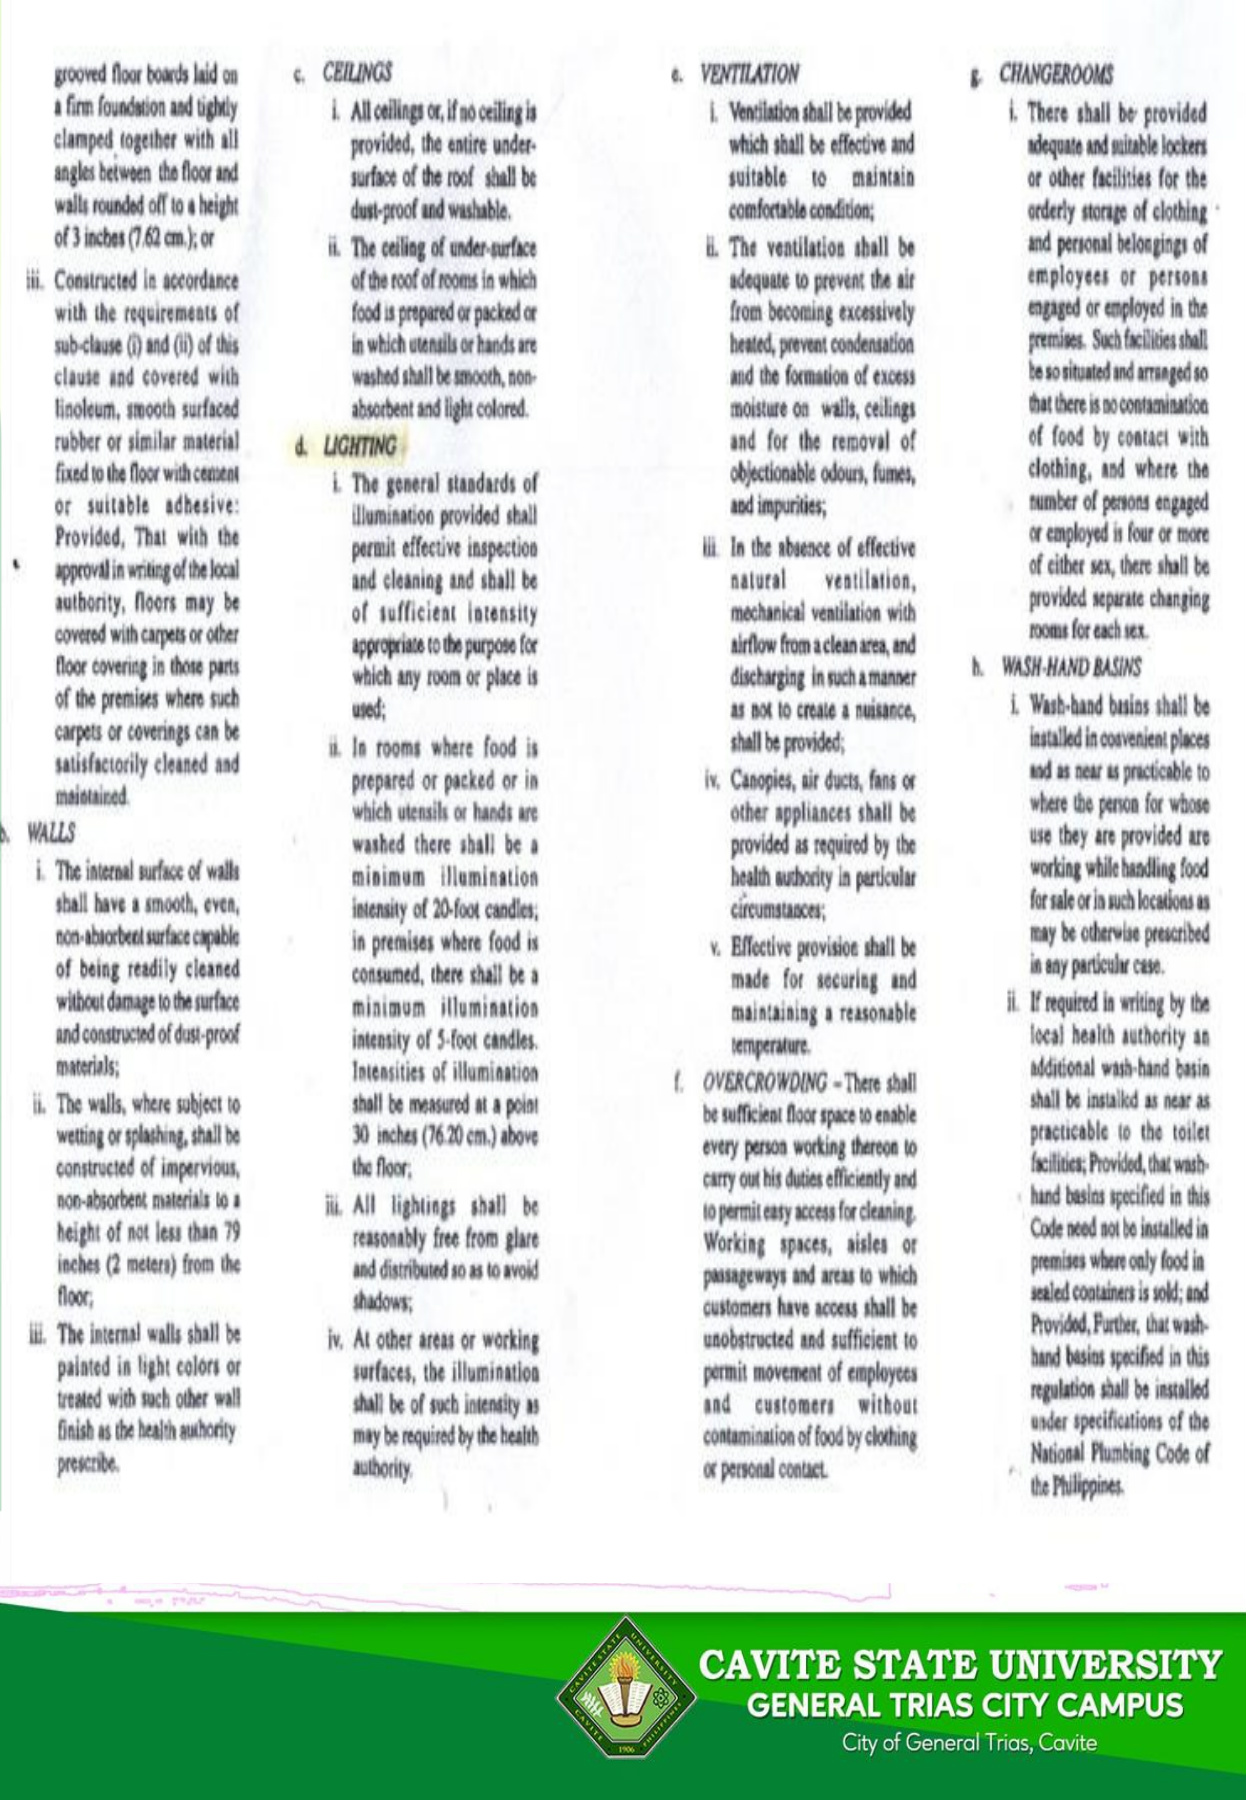 grooved floor boards laid on
a firm foundation and tightly
clamped together with all
angles between the floor and
walls rounded off to a height
of 3 inches (7.62 cm.); or
iii. Constructed in accordance
with the requirements of
sub-clause (i) and (ii) of this
clause and covered with
linoleum, smooth surfaced
rubber or similar material
fixed to the floor with cement
or suitable adhesive:
Provided, That with the
approval in writing of the local
authority, floors may be
covered with carpets or other
floor covering in those parts
of the premises where such
carpets or coverings can be
satisfactorily cleaned and
maintained.
b. WALLS
i. The internal surface of walls
shall have a smooth, even,
non-absorbent surface capable
of being readily cleaned
without damage to the surface
and constructed of dust-proof
materials;
ii. The walls, where subject to
wetting or splashing, shall be
constructed of impervious,
non-absorbent materials to a
height of not less than 79
inches (2 meters) from the
floor;
iii. The internal walls shall be
painted in light colors or
treated with such other wall
finish as the health authority
prescribe.
c. CEILINGS
i. All ceilings or, if no ceiling is
provided, the entire under-
surface of the roof shall be
dust-proof and washable.
ii. The ceiling of under-surface
of the roof of rooms in which
food is prepared or packed or
in which utensils or hands are
washed shall be smooth, non-
absorbent and light colored.
d. LIGHTING
i. The general standards of
illumination provided shall
permit effective inspection
and cleaning and shall be
of sufficient intensity
appropriate to the purpose for
which any room or place is
used;
ii. In rooms where food is
prepared or packed or in
which utensils or hands are
washed there shall be a
minimum illumination
intensity of 20-foot candles;
in premises where food is
consumed, there shall be a
minimum illumination
intensity of 5-foot candles.
Intensities of illumination
shall be measured at a point
30 inches (76.20 cm.) above
the floor;
iii. All lightings shall be
reasonably free from glare
and distributed so as to avoid
shadows;
iv. At other areas or working
surfaces, the illumination
shall be of such intensity as
may be required by the health
authority.
e. VENTILATION
i. Ventilation shall be provided
which shall be effective and
suitable to maintain
comfortable condition;
ii. The ventilation shall be
adequate to prevent the air
from becoming excessively
heated, prevent condensation
and the formation of excess
moisture on walls, ceilings
and for the removal of
objectionable odours, fumes,
and impurities;
iii. In the absence of effective
natural ventilation,
mechanical ventilation with
airflow from a clean area, and
discharging in such a manner
as not to create a nuisance,
shall be provided;
iv. Canopies, air ducts, fans or
other appliances shall be
provided as required by the
health authority in particular
circumstances;
v. Effective provision shall be
made for securing and
maintaining a reasonable
temperature.
f. OVERCROWDING – There shall
be sufficient floor space to enable
every person working thereon to
carry out his duties efficiently and
to permit easy access for cleaning.
Working spaces, aisles or
passageways and areas to which
customers have access shall be
unobstructed and sufficient to
permit movement of employees
and customers without
contamination of food by clothing
or personal contact.
g. CHANGEROOMS
i. There shall be provided
adequate and suitable lockers
or other facilities for the
orderly storage of clothing
and personal belongings of
employees or persons
engaged or employed in the
premises. Such facilities shall
be so situated and arranged so
that there is no contamination
of food by contact with
clothing, and where the
number of persons engaged
or employed is four or more
of either sex, there shall be
provided separate changing
rooms for each sex.
h. WASH-HAND BASINS
i. Wash-hand basins shall be
installed in convenient places
and as near as practicable to
where the person for whose
use they are provided are
working while handling food
for sale or in such locations as
may be otherwise prescribed
in any particular case.
ii. If required in writing by the
local health authority an
additional wash-hand basin
shall be installed as near as
practicable to the toilet
facilities; Provided, that wash-
hand basins specified in this
Code need not be installed in
premises where only food in
sealed containers is sold; and
Provided, Further, that wash-
hand basins specified in this
regulation shall be installed
under specifications of the
National Plumbing Code of
the Philippines.
CAVITE STATE UNIVERSITY
CAVITE PHILIPPINES
1906
CAVITE STATE UNIVERSITY
GENERAL TRIAS CITY CAMPUS
City of General Trias, Cavite